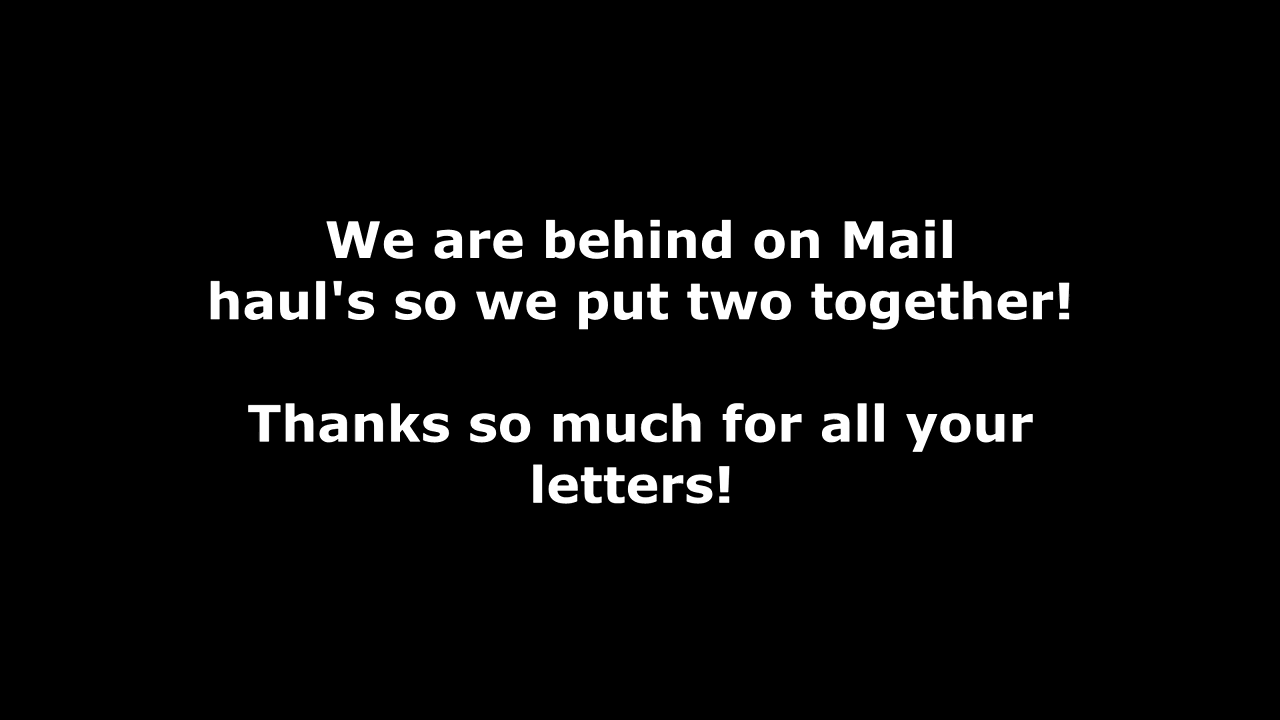 We are behind on Mail
haul's so we put two together!
Thanks so much for all your
letters!